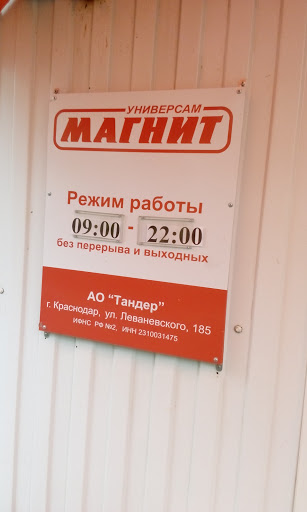 УНИВЕРСАМ
МАГНИТ
Режим работы
09:00 - 22:00
без перерыва и выходных
АО "Тандер"
г. Краснодар, ул. Леваневского, 185
ИФНС РФ №2, ИНН 2310031475